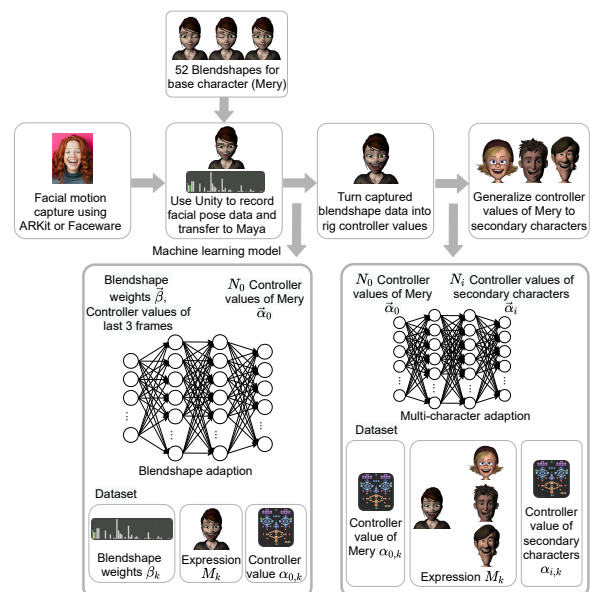 52 Blendshapes for
base character (Mery)
Facial motion
capture using
ARKit or Faceware
Use Unity to record
facial pose data and
transfer to Maya
Turn captured
blendshape data into
rig controller values
Generalize controller
values of Mery to
secondary characters
Machine learning model
Blendshape
weights β⃗,
Controller values of
last 3 frames
N₀ Controller
values of Mery
α⃗₀
...
Blendshape adaption
Dataset
Blendshape
weights βₖ
Expression
Mₖ
Controller
value α₀,ₖ
N₀ Controller
values of Mery
α⃗₀
Nᵢ Controller values of
secondary characters
α⃗ᵢ
Multi-character adaption
Dataset
Controller
value of
Mery α₀,ₖ
Expression Mₖ
Controller
value of
secondary
characters
αᵢ,ₖ